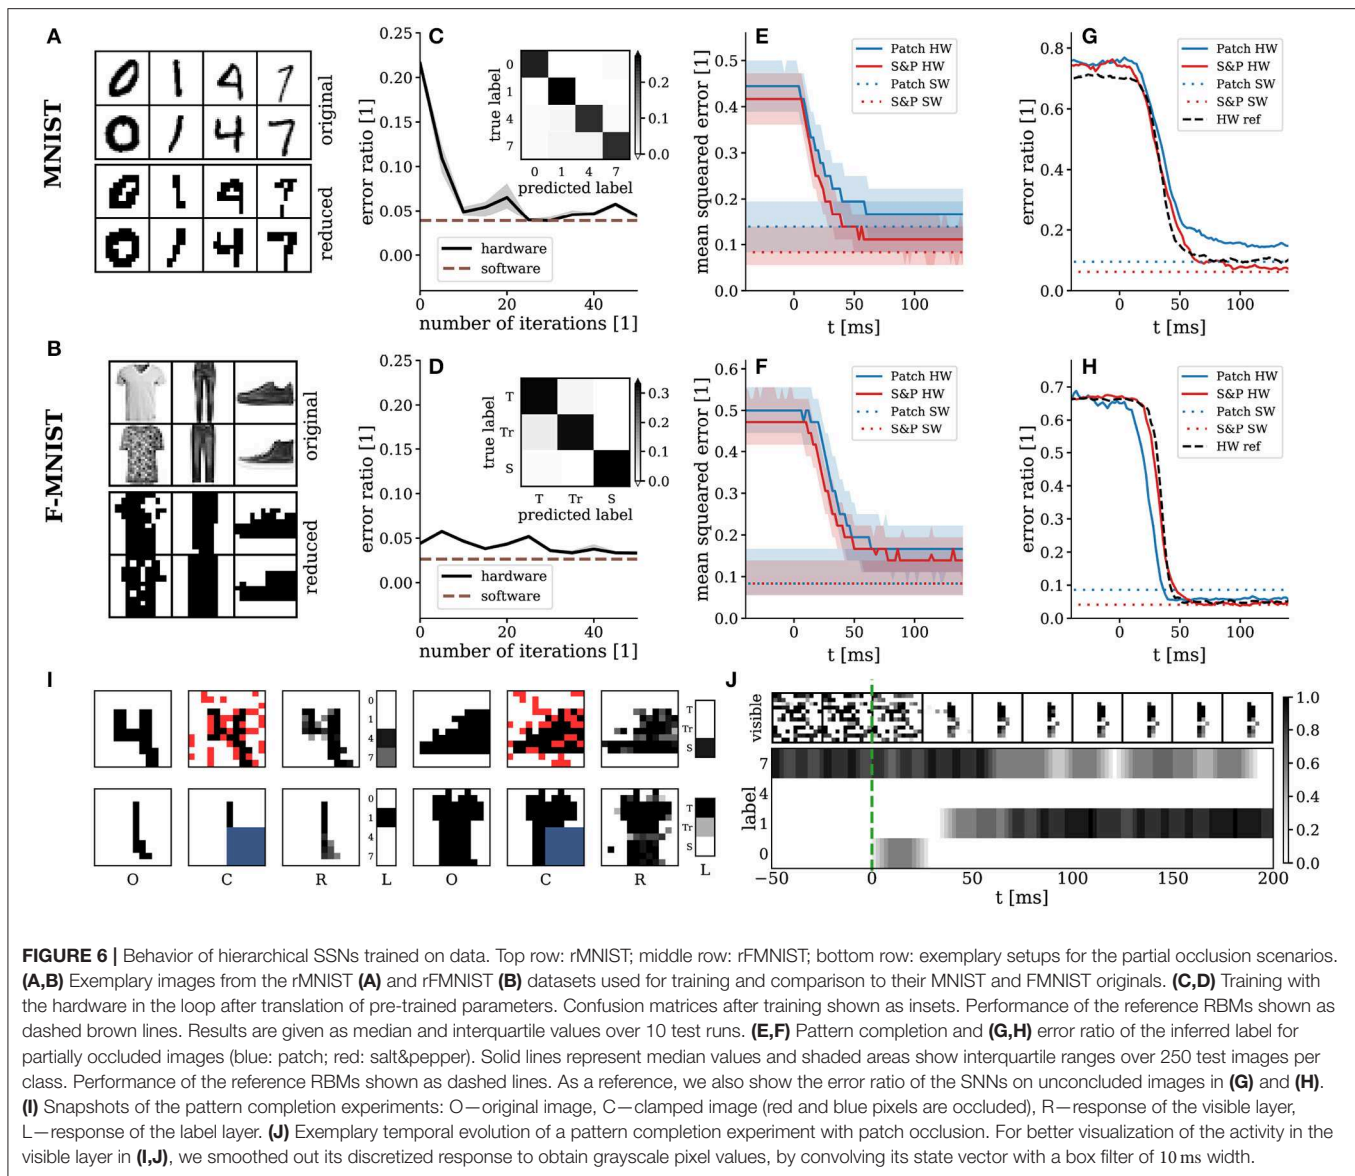 A
MNIST
original
reduced
C
0.25
0.20
0.15
0.10
0.05
0.00
error ratio [1]
0
1
4
7
true label
0 1 4 7
predicted label
0.2
0.1
0.0
hardware
software
0 20 40
number of iterations [1]
E
0.5
0.4
0.3
0.2
0.1
0.0
mean squeared error [1]
Patch HW
S&P HW
Patch SW
S&P SW
0 50 100
t [ms]
G
0.8
0.6
0.4
0.2
0.0
error ratio [1]
Patch HW
S&P HW
Patch SW
S&P SW
HW ref
0 50 100
t [ms]
B
F-MNIST
original
reduced
D
0.25
0.20
0.15
0.10
0.05
0.00
error ratio [1]
T
Tr
S
true label
T Tr S
predicted label
0.3
0.2
0.1
0.0
hardware
software
0 20 40
number of iterations [1]
F
0.6
0.5
0.4
0.3
0.2
0.1
0.0
mean squeared error [1]
Patch HW
S&P HW
Patch SW
S&P SW
0 50 100
t [ms]
H
0.7
0.6
0.5
0.4
0.3
0.2
0.1
0.0
error ratio [1]
Patch HW
S&P HW
Patch SW
S&P SW
HW ref
0 50 100
t [ms]
I
0
1
4
7
T
Tr
S
0
1
4
7
T
Tr
S
O C R L O C R L
J
visible
label
7
4
1
0
1.0
0.8
0.6
0.4
0.2
0.0
−50 0 50 100 150 200
t [ms]
FIGURE 6 | Behavior of hierarchical SSNs trained on data. Top row: rMNIST; middle row: rFMNIST; bottom row: exemplary setups for the partial occlusion scenarios.
(A,B) Exemplary images from the rMNIST (A) and rFMNIST (B) datasets used for training and comparison to their MNIST and FMNIST originals. (C,D) Training with
the hardware in the loop after translation of pre-trained parameters. Confusion matrices after training shown as insets. Performance of the reference RBMs shown as
dashed brown lines. Results are given as median and interquartile values over 10 test runs. (E,F) Pattern completion and (G,H) error ratio of the inferred label for
partially occluded images (blue: patch; red: salt&pepper). Solid lines represent median values and shaded areas show interquartile ranges over 250 test images per
class. Performance of the reference RBMs shown as dashed lines. As a reference, we also show the error ratio of the SNNs on unconcluded images in (G) and (H).
(I) Snapshots of the pattern completion experiments: O—original image, C—clamped image (red and blue pixels are occluded), R—response of the visible layer,
L—response of the label layer. (J) Exemplary temporal evolution of a pattern completion experiment with patch occlusion. For better visualization of the activity in the
visible layer in (I,J), we smoothed out its discretized response to obtain grayscale pixel values, by convolving its state vector with a box filter of 10 ms width.